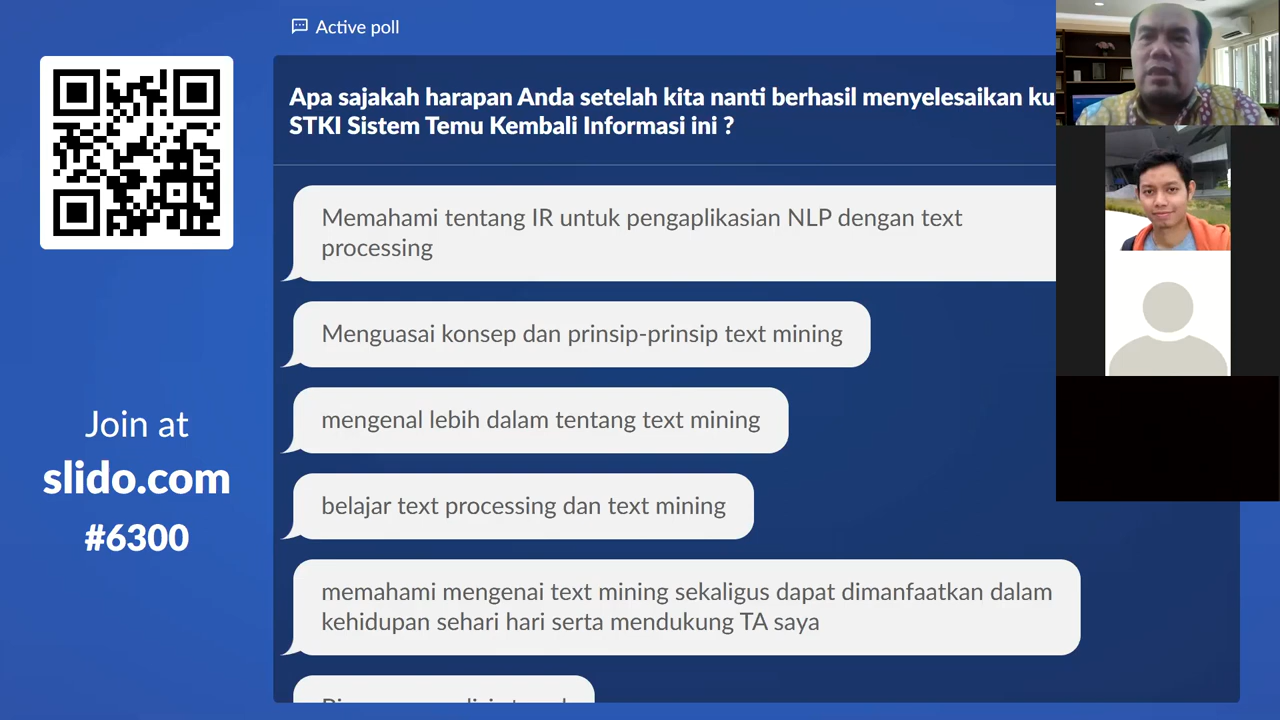 Active poll
Apa sajakah harapan Anda setelah kita nanti berhasil menyelesaikan
STKI Sistem Temu Kembali Informasi ini ?
Memahami tentang IR untuk pengaplikasian NLP dengan text
processing
Menguasai konsep dan prinsip-prinsip text mining
mengenal lebih dalam tentang text mining
belajar text processing dan text mining
memahami mengenai text mining sekaligus dapat dimanfaatkan dalam
kehidupan sehari hari serta mendukung TA saya
Join at
slido.com
#6300